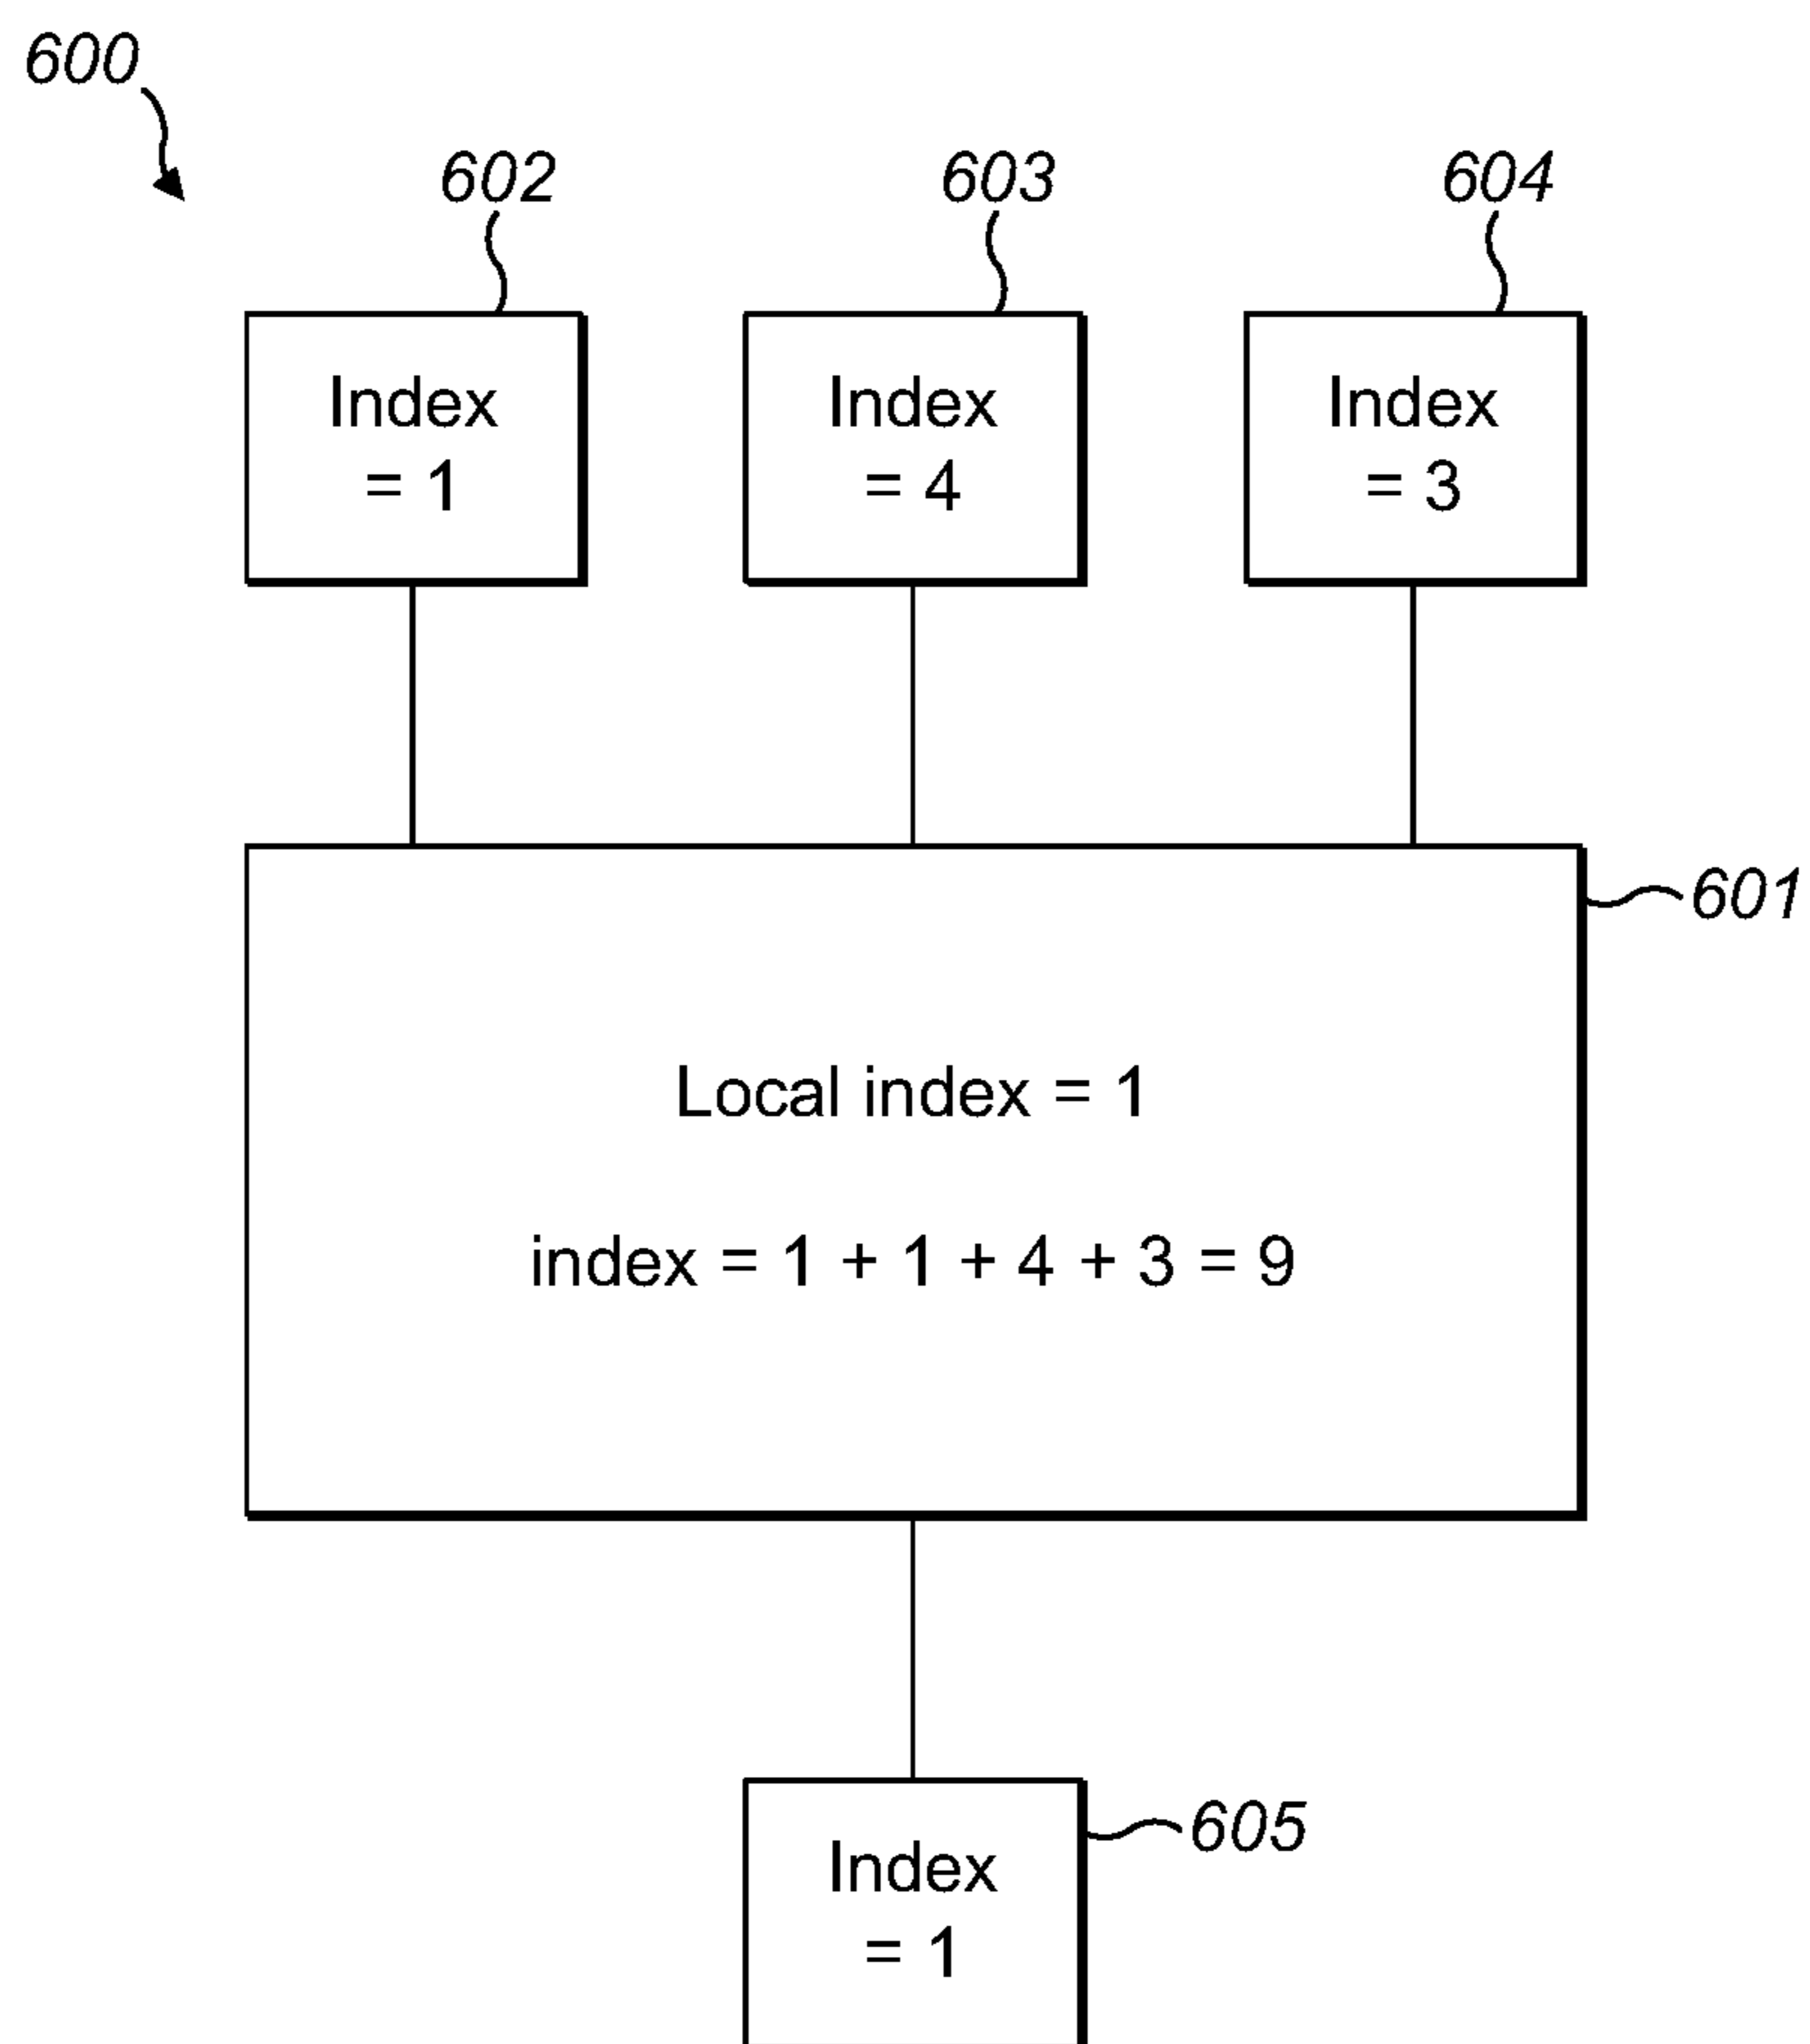 600
602
603
604
Index
= 1
Index
= 4
Index
= 3
601
Local index = 1
index = 1 + 1 + 4 + 3 = 9
605
Index
= 1